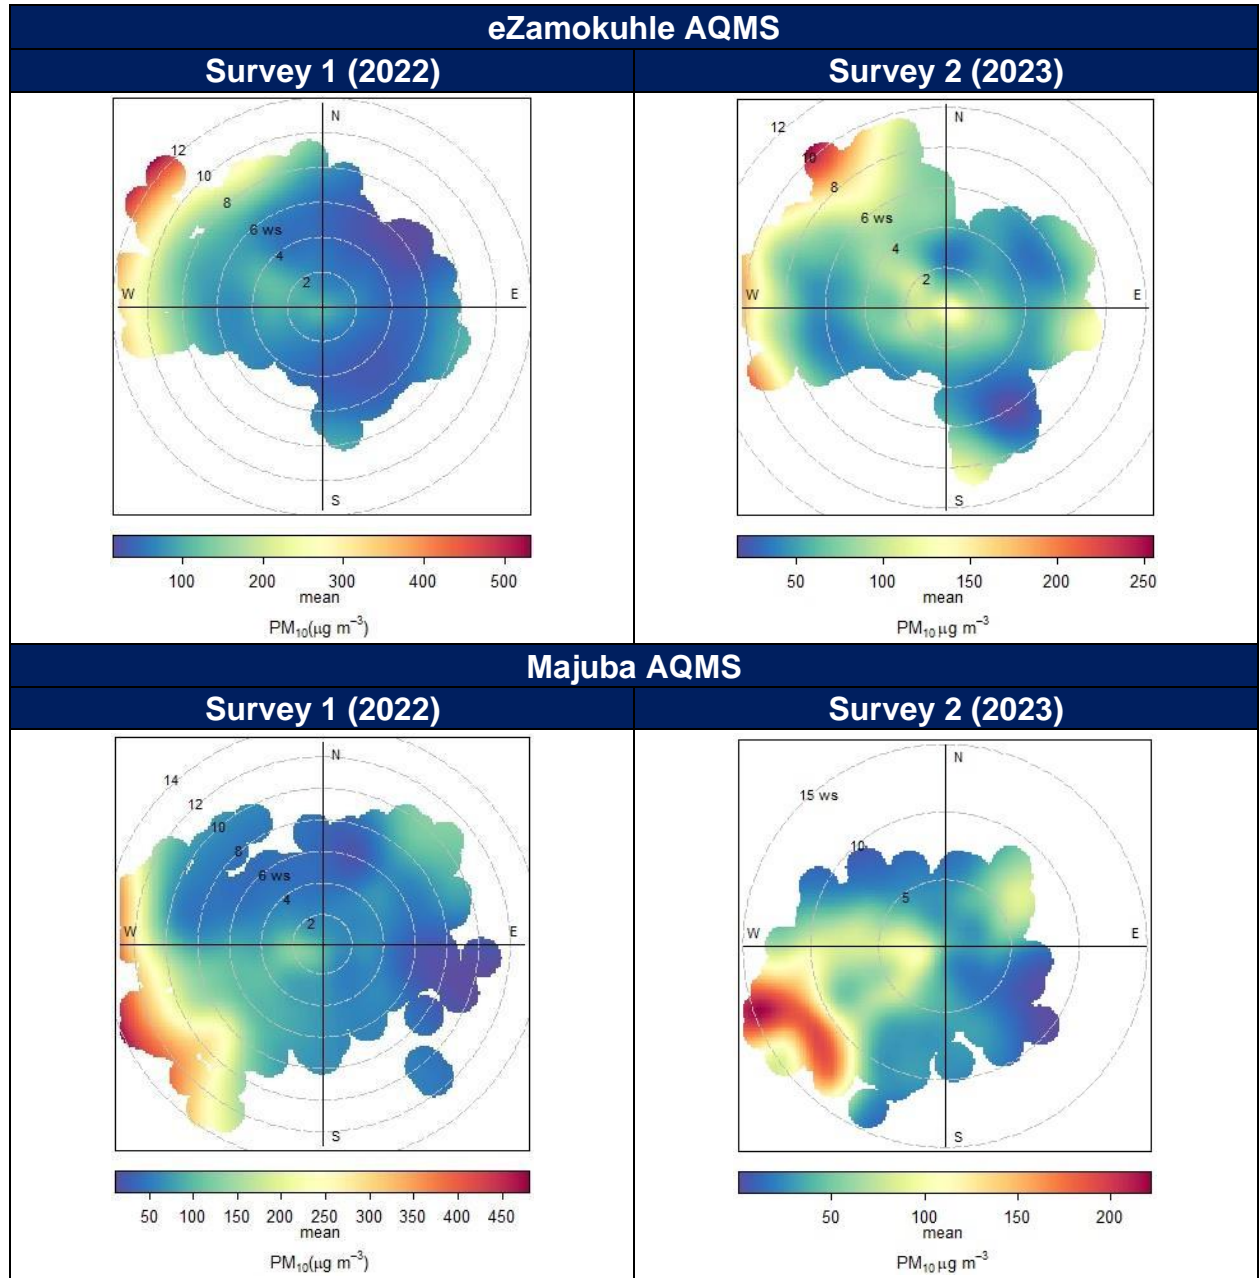 eZamokuhle AQMS
Survey 1 (2022)
Survey 2 (2023)
N
12
10
8
6 ws
4
2
W
E
S
100 200 300 400 500
mean
PM₁₀(μg m⁻³)
N
12
10
8
6 ws
4
2
W
E
S
50 100 150 200 250
mean
PM₁₀ μg m⁻³
Majuba AQMS
Survey 1 (2022)
Survey 2 (2023)
N
14
12
10
8
6 ws
4
2
W
E
S
50 100 150 200 250 300 350 400 450
mean
PM₁₀(μg m⁻³)
N
15 ws
10
5
W
E
S
50 100 150 200
mean
PM₁₀ μg m⁻³